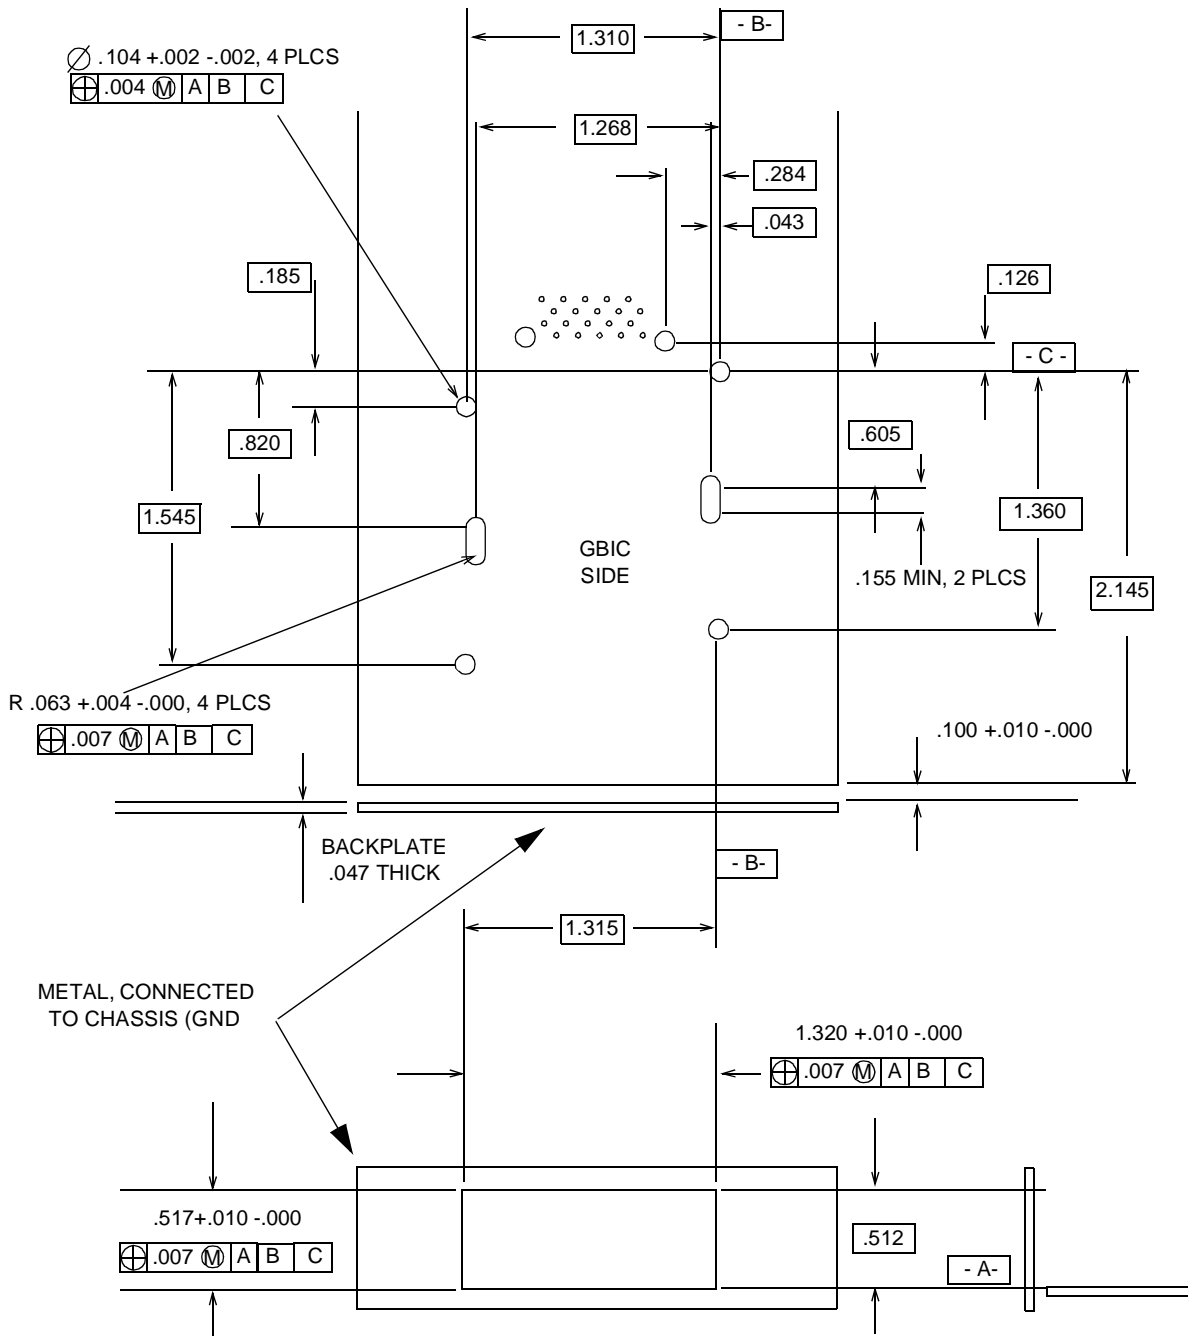 - B-
1.310
Ø .104 +.002 -.002, 4 PLCS
⌖ .004 Ⓜ A B C
1.268
.284
.043
.185
.126
- C -
.820
.605
1.545
1.360
GBIC
SIDE
.155 MIN, 2 PLCS
2.145
R .063 +.004 -.000, 4 PLCS
⌖ .007 Ⓜ A B C
.100 +.010 -.000
BACKPLATE
.047 THICK
- B-
1.315
METAL, CONNECTED
TO CHASSIS (GND
1.320 +.010 -.000
⌖ .007 Ⓜ A B C
.517+.010 -.000
⌖ .007 Ⓜ A B C
.512
- A-